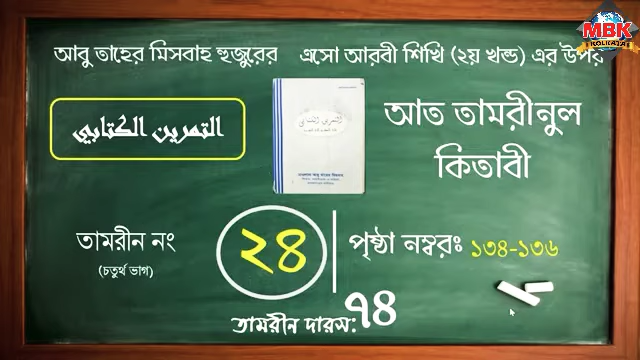 MBK
KOLKATA
আবু তাহের মিসবাহ হুজুরের এসো আরবী শিখি (২য় খন্ড) এর উপর
التمرين الكتابي
আত তামরীনুল
কিতাবী
তামরীন নং
(চতুর্থ ভাগ)
২৪
পৃষ্ঠা নম্বরঃ ১৩৪-১৩৬
তামরীন দারস: ৭৪